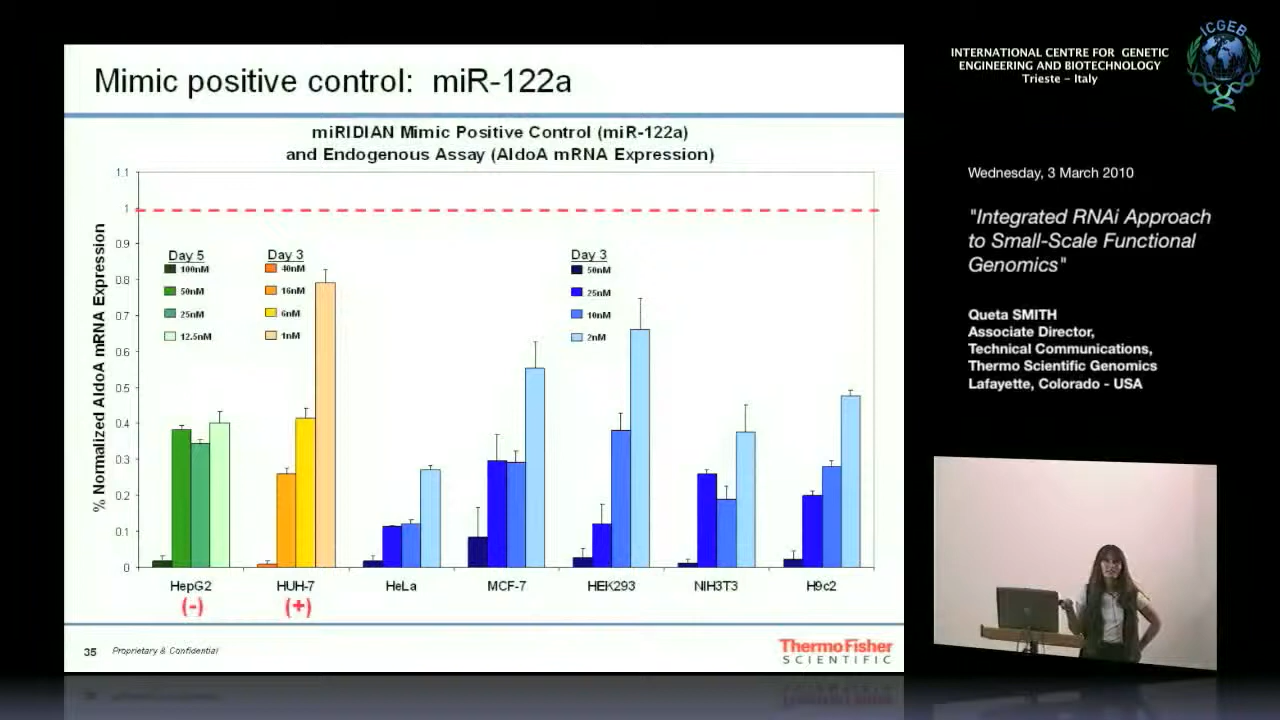 Mimic positive control: miR-122a
miRIDIAN Mimic Positive Control (miR-122a)
and Endogenous Assay (AldoA mRNA Expression)
% Normalized AldoA mRNA Expression
1.1
1
0.9
0.8
0.7
0.6
0.5
0.4
0.3
0.2
0.1
0
Day 5
100nM
50nM
25nM
12.5nM
Day 3
40nM
16nM
6nM
1nM
Day 3
50nM
25nM
10nM
2nM
HepG2 HUH-7 HeLa MCF-7 HEK293 NIH3T3 H9c2
(-) (+)
35 Proprietary & Confidential
ThermoFisher
SCIENTIFIC
INTERNATIONAL CENTRE FOR GENETIC
ENGINEERING AND BIOTECHNOLOGY
Trieste - Italy
ICGEB
Wednesday, 3 March 2010
"Integrated RNAi Approach
to Small-Scale Functional
Genomics"
Queta SMITH
Associate Director,
Technical Communications,
Thermo Scientific Genomics
Lafayette, Colorado - USA